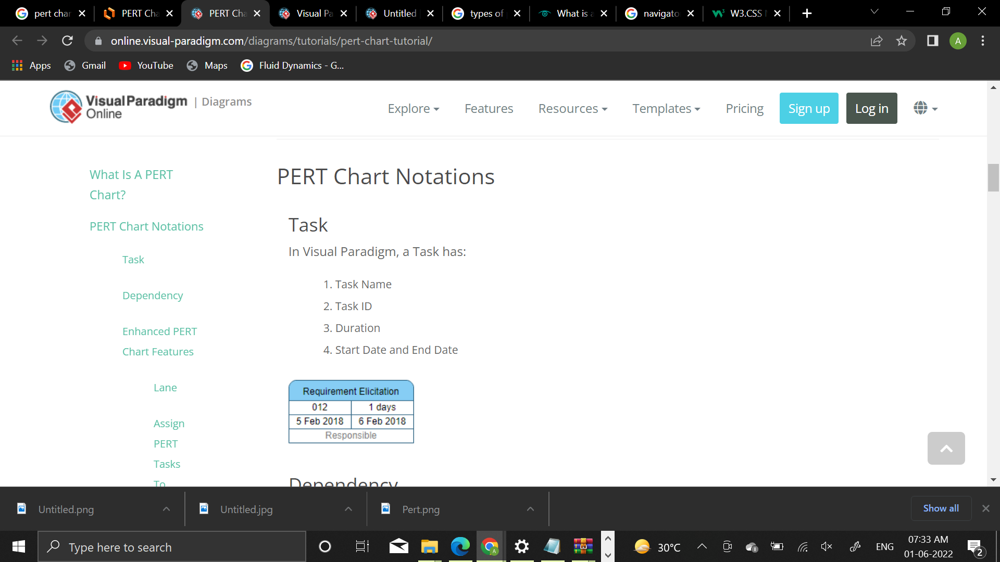 pert char
PERT Cha
PERT Cha
Visual Pa
Untitled
types of
What is a
navigato
W3.CSS
online.visual-paradigm.com/diagrams/tutorials/pert-chart-tutorial/
A
Apps
Gmail
YouTube
Maps
Fluid Dynamics - G...
Visual Paradigm
Online
| Diagrams
Explore
Features
Resources
Templates
Pricing
Sign up
Log in
What Is A PERT
Chart?
PERT Chart Notations
Task
Dependency
Enhanced PERT
Chart Features
Lane
Assign
PERT
Tasks
To
PERT Chart Notations
Task
In Visual Paradigm, a Task has:
1. Task Name
2. Task ID
3. Duration
4. Start Date and End Date
Requirement Elicitation
012 1 days
5 Feb 2018 6 Feb 2018
Responsible
Dependency
Untitled.png
Untitled.jpg
Pert.png
Show all
Type here to search
30°C
ENG
07:33 AM
01-06-2022
2